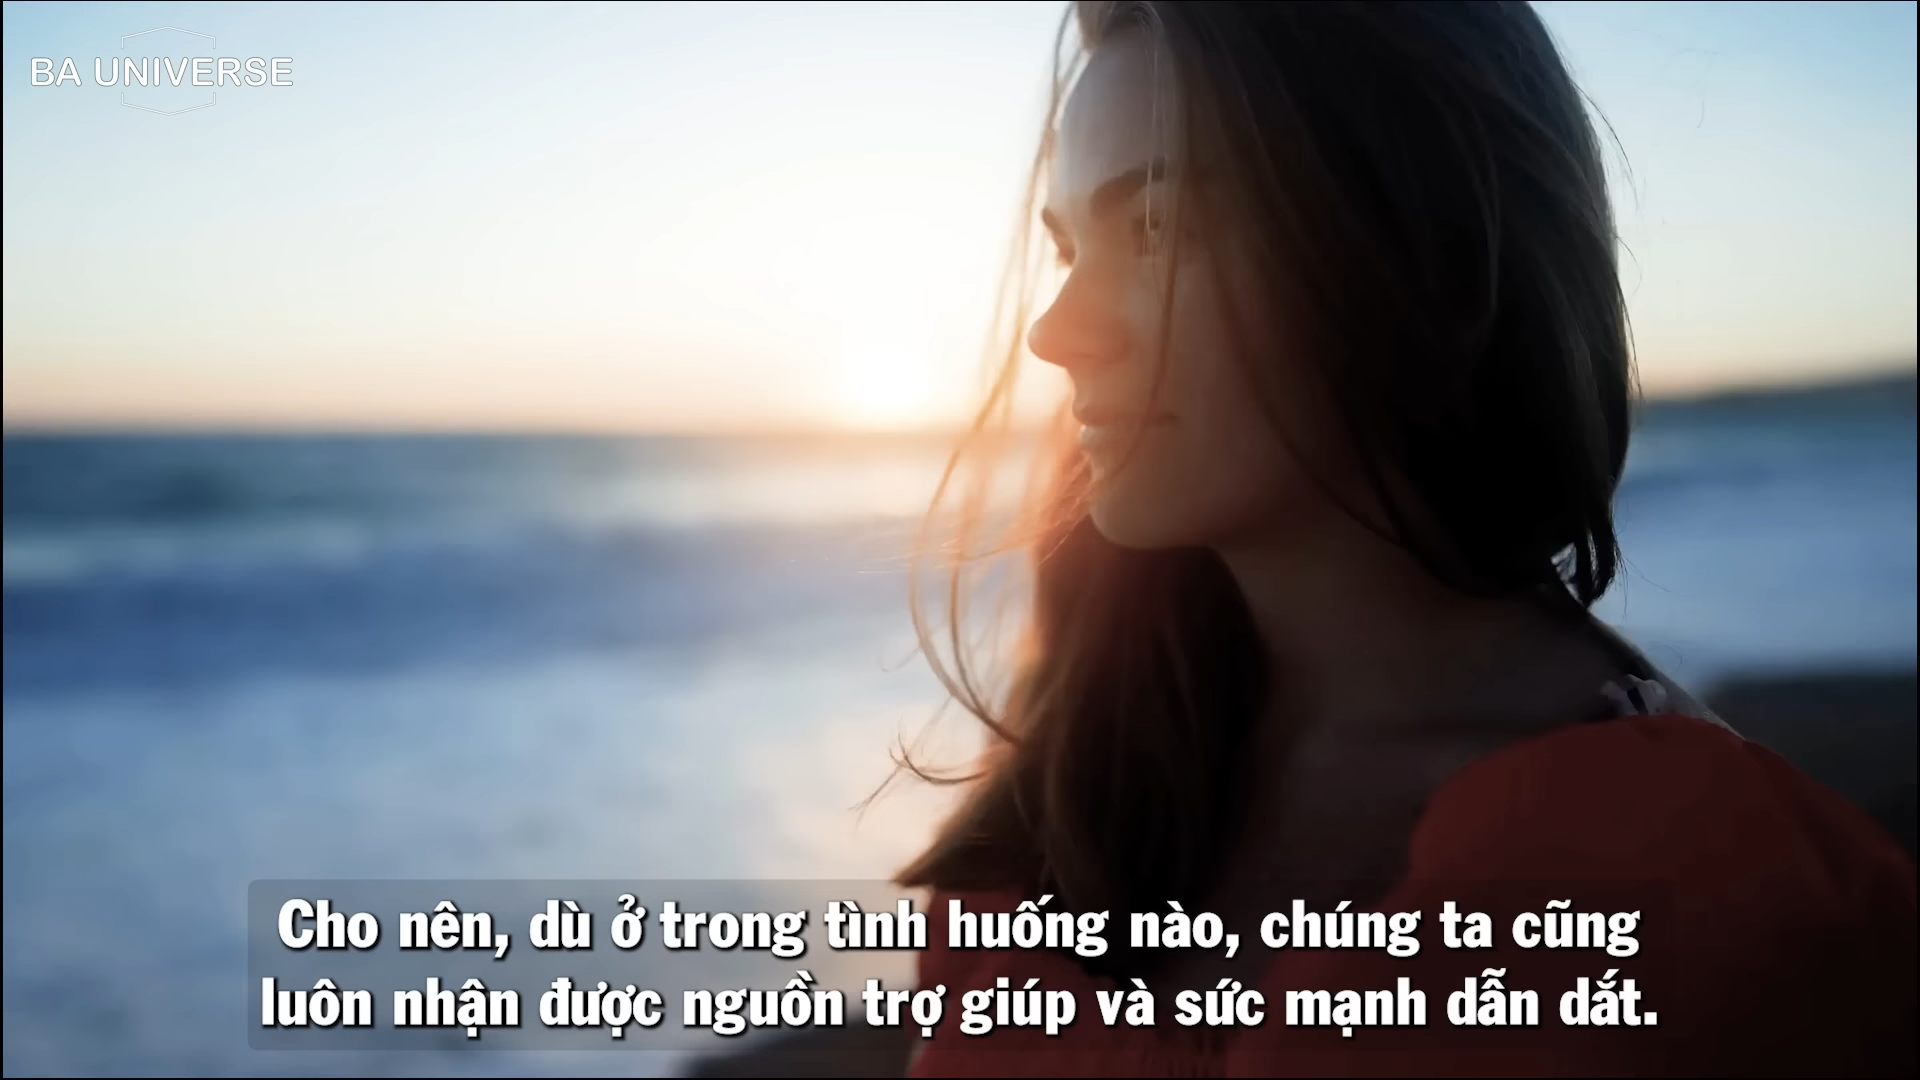 BA UNIVERSE
Cho nên, dù ở trong tình huống nào, chúng ta cũng
luôn nhận được nguồn trợ giúp và sức mạnh dẫn dắt.